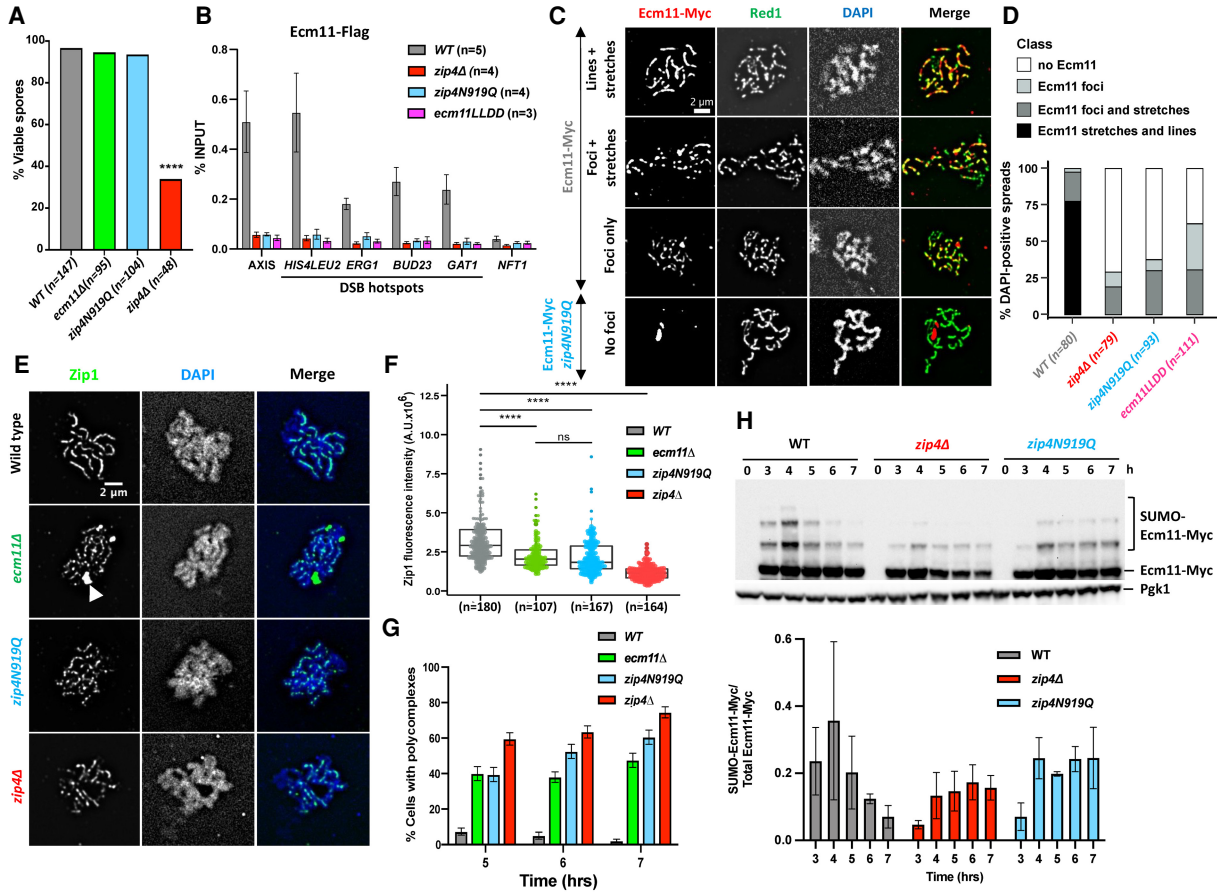 A
% Viable spores
100
80
60
40
20
0
****
WT (n=147)
ecm11Δ(n=95)
zip4N919Q (n=104)
zip4Δ (n=48)
B
Ecm11-Flag
% INPUT
0.8
0.6
0.4
0.2
0.0
WT (n=5)
zip4Δ (n=4)
zip4N919Q (n=4)
ecm11LLDD (n=3)
AXIS HIS4LEU2 ERG1 BUD23 GAT1 NFT1
DSB hotspots
C
Ecm11-Myc Red1 DAPI Merge
Lines + stretches
Foci + stretches
Foci only
No foci
Ecm11-Myc
Ecm11-Myc zip4N919Q
2 μm
D
Class
no Ecm11
Ecm11 foci
Ecm11 foci and stretches
Ecm11 stretches and lines
% DAPI-positive spreads
100
80
60
40
20
0
WT (n=80)
zip4Δ (n=79)
zip4N919Q (n=93)
ecm11LLDD (n=111)
E
Zip1 DAPI Merge
Wild type
2 μm
ecm11Δ
zip4N919Q
zip4Δ
F
Zip1 fluorescence intensity (A.U.x10⁶)
12.5
10.0
7.5
5.0
2.5
0.0
****
****
****
ns
WT
ecm11Δ
zip4N919Q
zip4Δ
(n=180) (n=107) (n=167) (n=164)
G
% Cells with polycomplexes
100
80
60
40
20
0
WT
ecm11Δ
zip4N919Q
zip4Δ
5 6 7
Time (hrs)
H
WT zip4Δ zip4N919Q
0 3 4 5 6 7 0 3 4 5 6 7 0 3 4 5 6 7 h
SUMO-
Ecm11-Myc
Ecm11-Myc
Pgk1
SUMO-Ecm11-Myc/
Total Ecm11-Myc
0.6
0.4
0.2
0.0
WT
zip4Δ
zip4N919Q
3 4 5 6 7 3 4 5 6 7 3 4 5 6 7
Time (hrs)